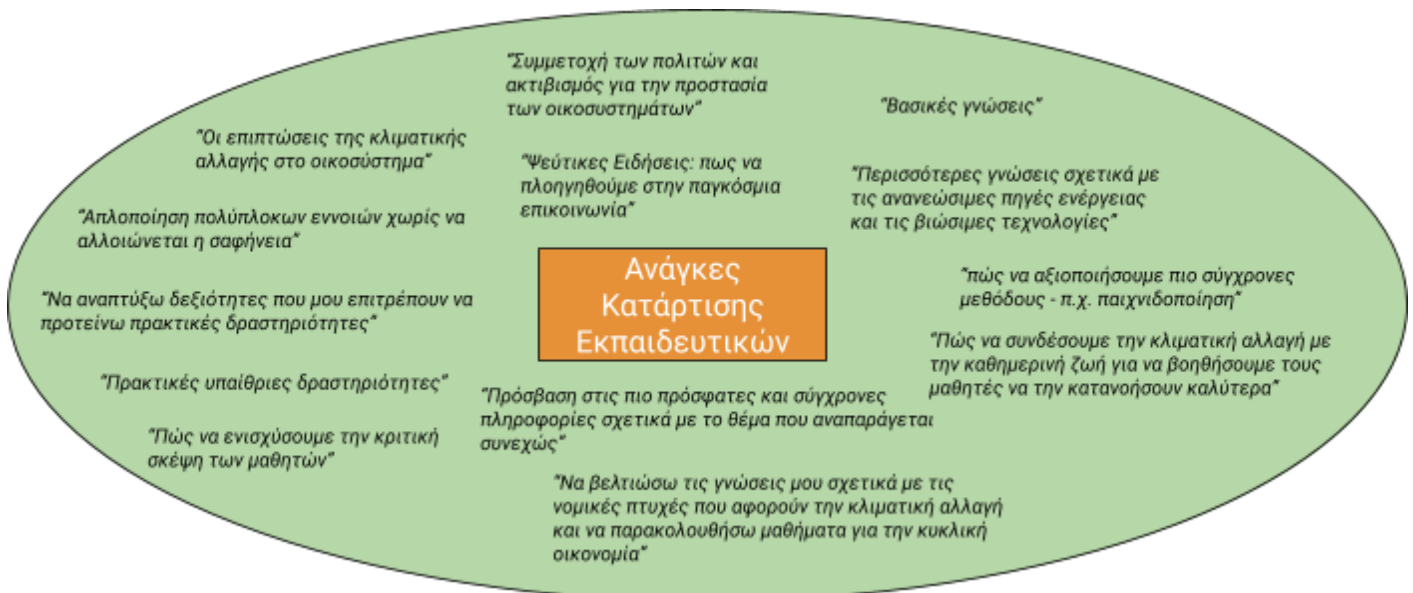 “Συμμετοχή των πολιτών και
ακτιβισμός για την προστασία
των οικοσυστημάτων”
“Βασικές γνώσεις”
“Οι επιπτώσεις της κλιματικής
αλλαγής στο οικοσύστημα”
“Ψεύτικες Ειδήσεις: πως να
πλοηγηθούμε στην παγκόσμια
επικοινωνία”
“Περισσότερες γνώσεις σχετικά με
τις ανανεώσιμες πηγές ενέργειας
και τις βιώσιμες τεχνολογίες”
“Απλοποίηση πολύπλοκων εννοιών χωρίς να
αλλοιώνεται η σαφήνεια”
Ανάγκες
Κατάρτισης
Εκπαιδευτικών
“πώς να αξιοποιήσουμε πιο σύγχρονες
μεθόδους - π.χ. παιχνιδοποίηση”
“Να αναπτύξω δεξιότητες που μου επιτρέπουν να
προτείνω πρακτικές δραστηριότητες”
“Πώς να συνδέσουμε την κλιματική αλλαγή με
την καθημερινή ζωή για να βοηθήσουμε τους
μαθητές να την κατανοήσουν καλύτερα”
“Πρακτικές υπαίθριες δραστηριότητες”
“Πρόσβαση στις πιο πρόσφατες και σύγχρονες
πληροφορίες σχετικά με το θέμα που αναπαράγεται
συνεχώς”
“Πώς να ενισχύσουμε την κριτική
σκέψη των μαθητών”
“Να βελτιώσω τις γνώσεις μου σχετικά με τις
νομικές πτυχές που αφορούν την κλιματική αλλαγή
και να παρακολουθήσω μαθήματα για την κυκλική
οικονομία”